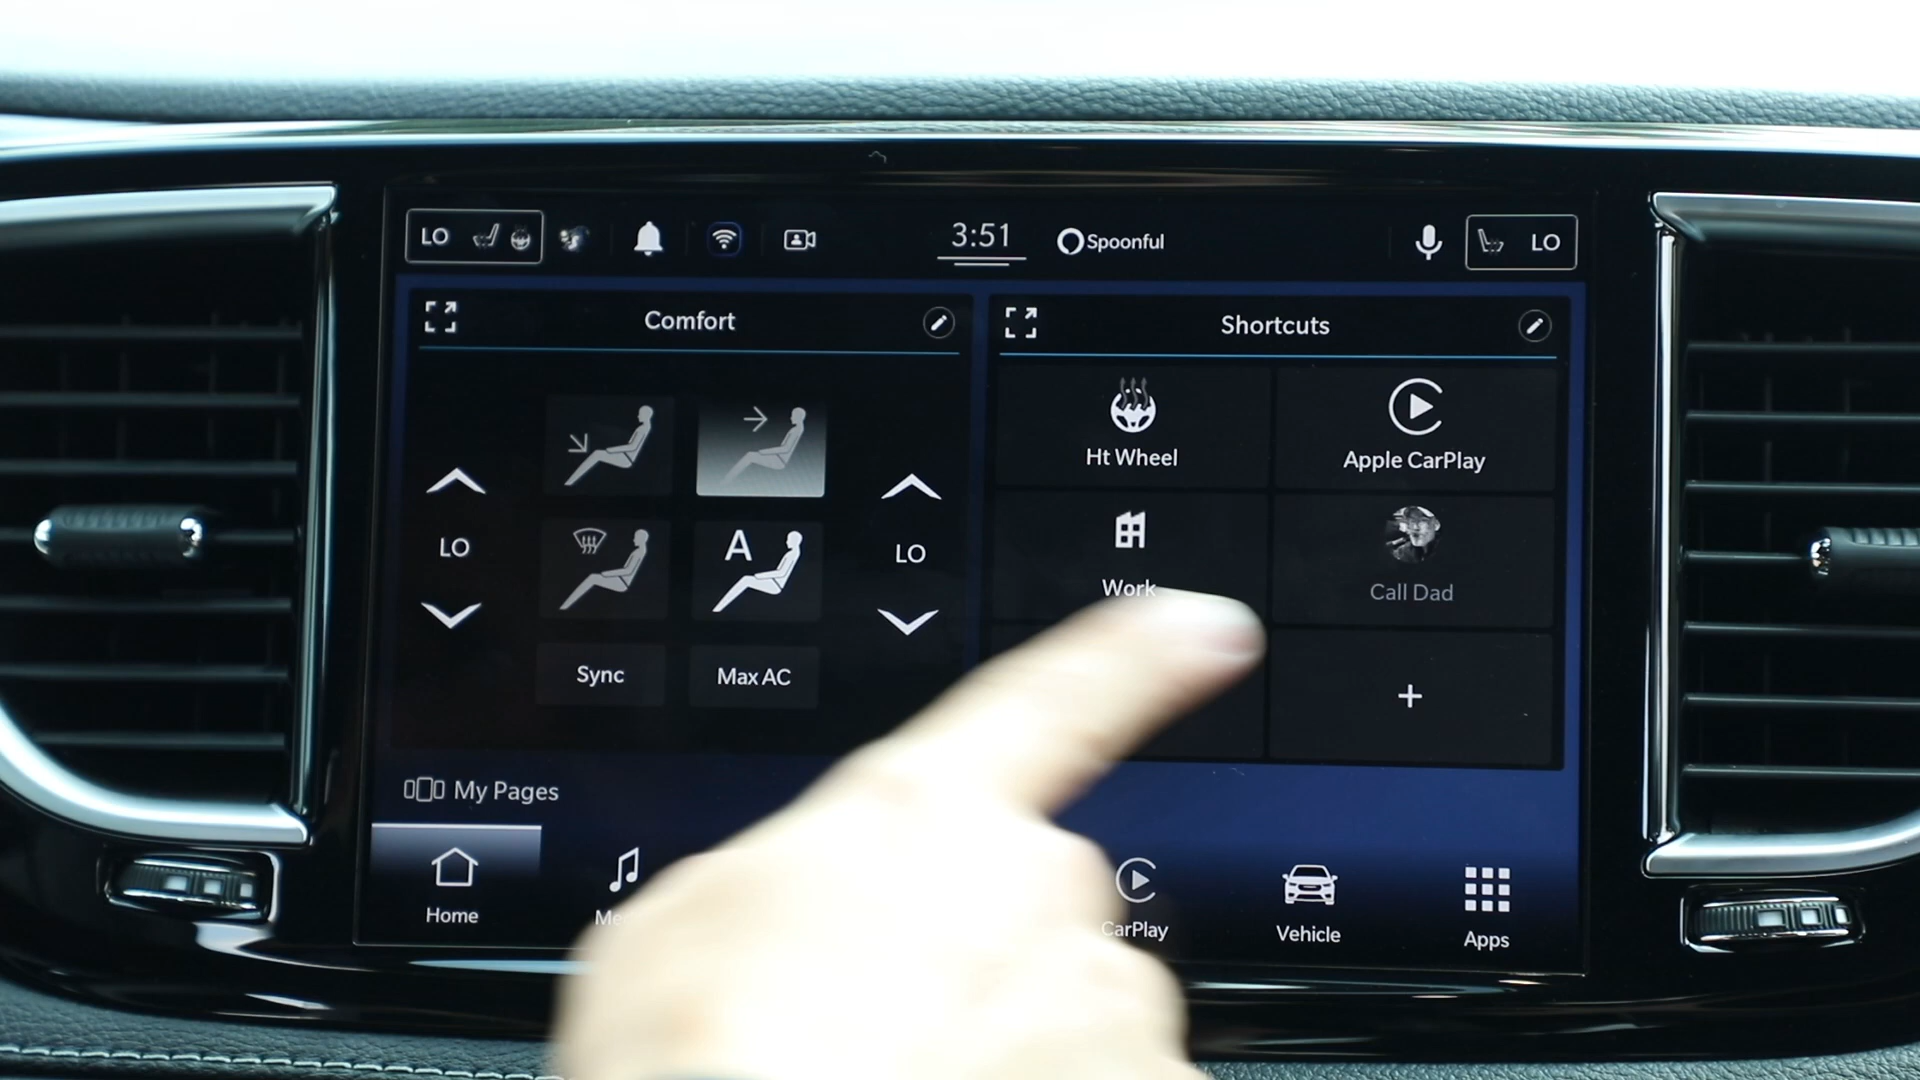 LO
3:51
Spoonful
LO
Comfort
Shortcuts
Ht Wheel
Apple CarPlay
LO
A
LO
Work
Call Dad
Sync
Max AC
+
My Pages
Home
CarPlay
Vehicle
Apps